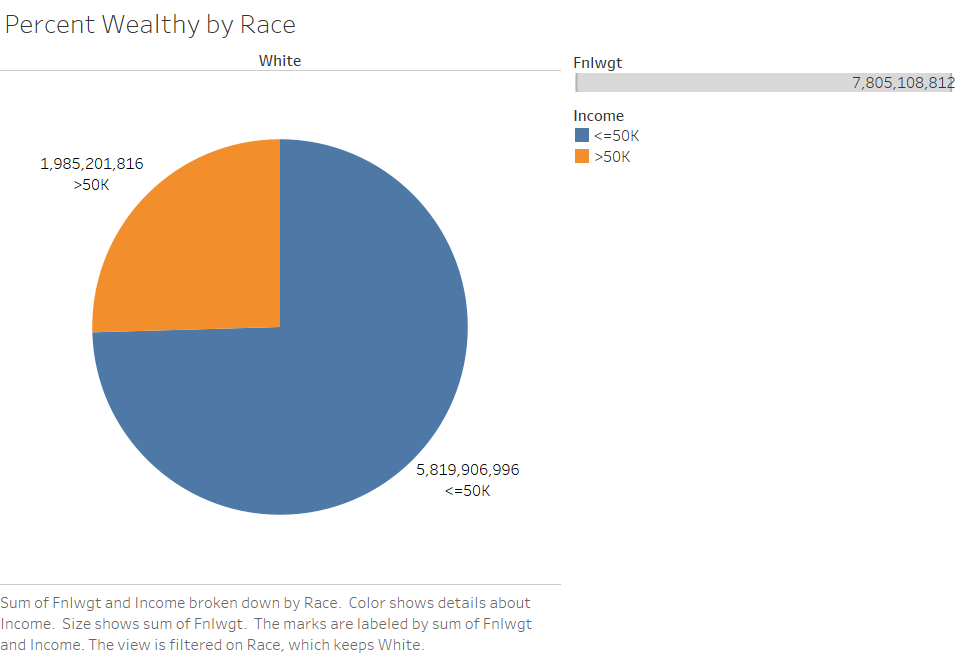 Percent Wealthy by Race
White
1,985,201,816
>50K
5,819,906,996
<=50K
Fnlwgt
7,805,108,812
Income
<=50K
>50K
Sum of Fnlwgt and Income broken down by Race.  Color shows details about
Income.  Size shows sum of Fnlwgt.  The marks are labeled by sum of Fnlwgt
and Income. The view is filtered on Race, which keeps White.